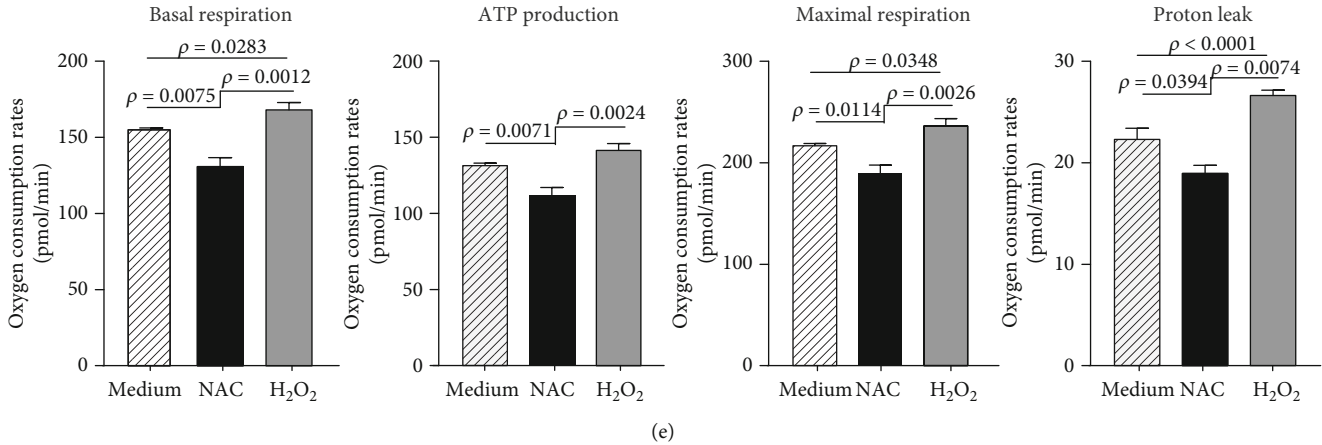 Basal respiration
ρ = 0.0283
ρ = 0.0012
ρ = 0.0075
200
150
100
50
0
Oxygen consumption rates
(pmol/min)
Medium NAC H₂O₂
ATP production
ρ = 0.0024
ρ = 0.0071
200
150
100
50
0
Oxygen consumption rates
(pmol/min)
Medium NAC H₂O₂
Maximal respiration
ρ = 0.0348
ρ = 0.0026
ρ = 0.0114
300
200
100
0
Oxygen consumption rates
(pmol/min)
Medium NAC H₂O₂
Proton leak
ρ < 0.0001
ρ = 0.0074
ρ = 0.0394
30
20
10
0
Oxygen consumption rates
(pmol/min)
Medium NAC H₂O₂
(e)